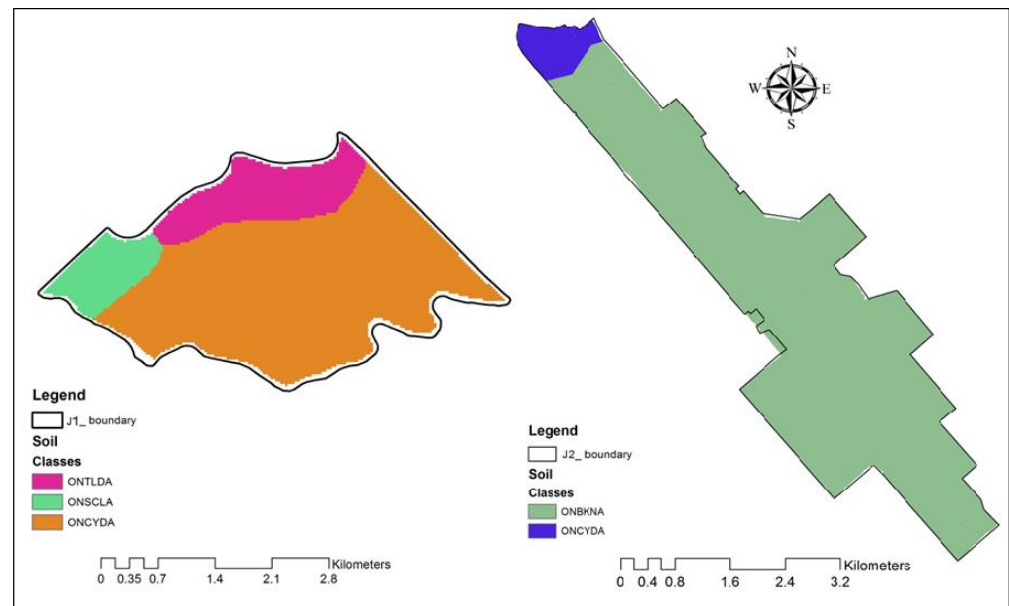 N
W E
S
Legend
J1_ boundary
Soil
Classes
ONTLDA
ONSCLA
ONCYDA
Kilometers
0 0.35 0.7 1.4 2.1 2.8
Legend
J2_ boundary
Soil
Classes
ONBKNA
ONCYDA
Kilometers
0 0.4 0.8 1.6 2.4 3.2